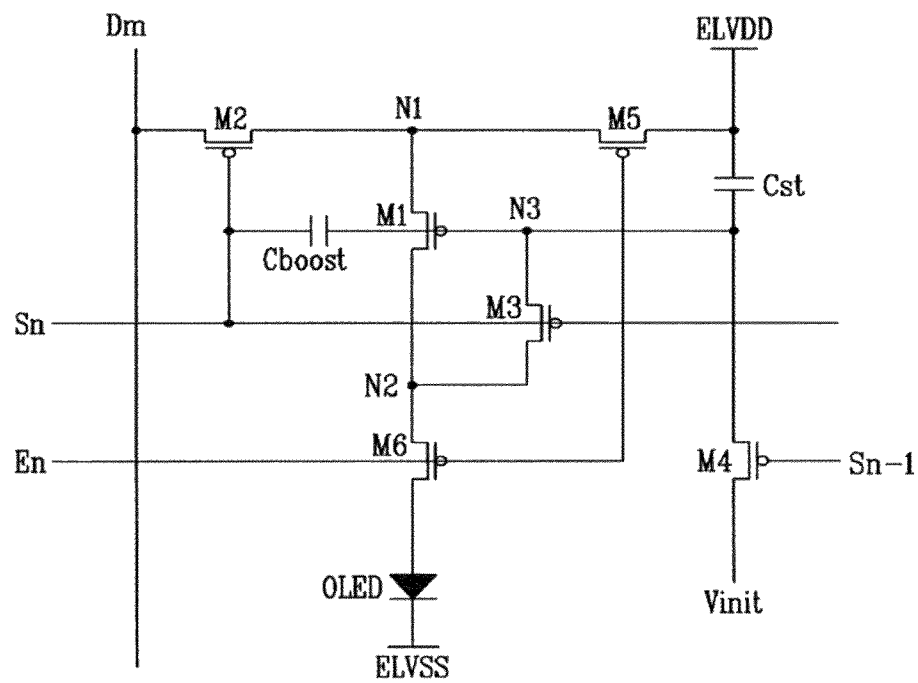 Dm
ELVDD
M2
N1
M5
Cst
M1
N3
Cboost
M3
Sn
N2
M6
En
M4
Sn-1
OLED
Vinit
ELVSS